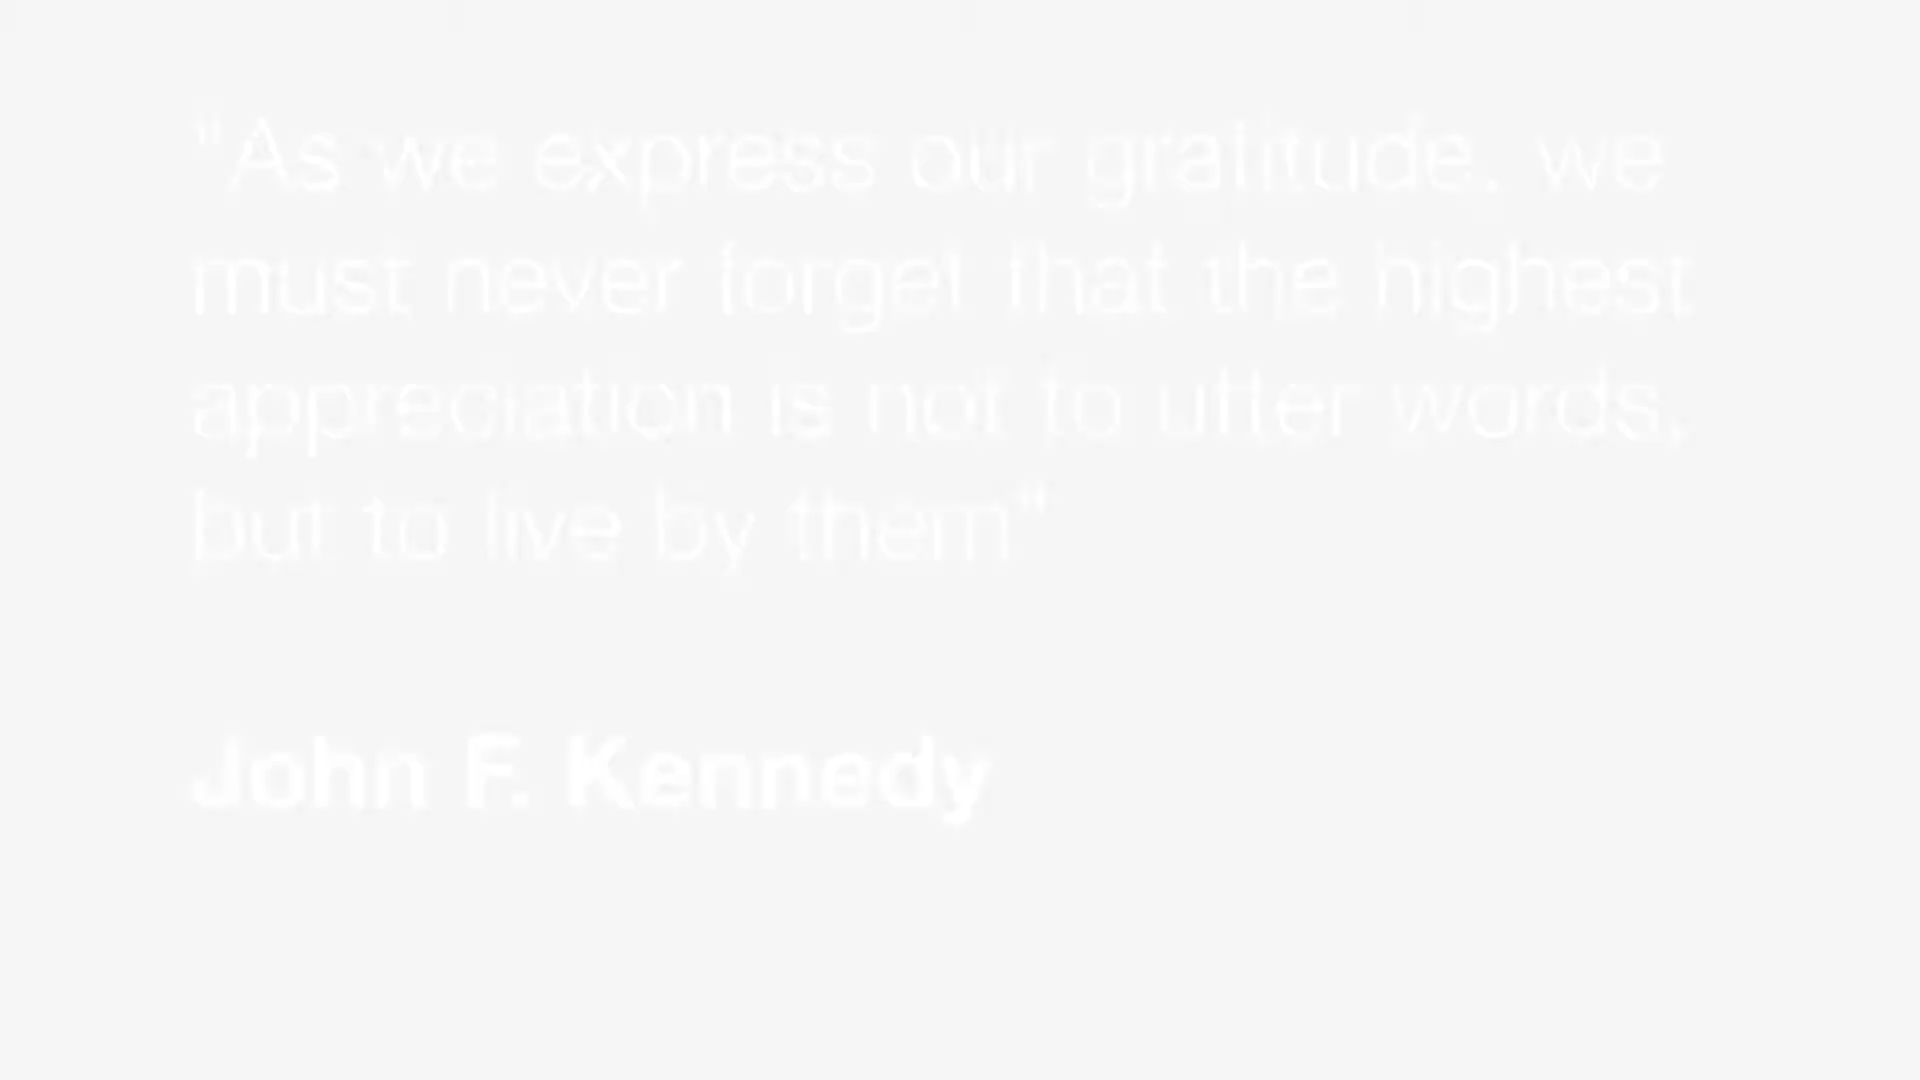 "As we express our gratitude, we
must never forget that the highest
appreciation is not to utter words,
but to live by them"
John F. Kennedy